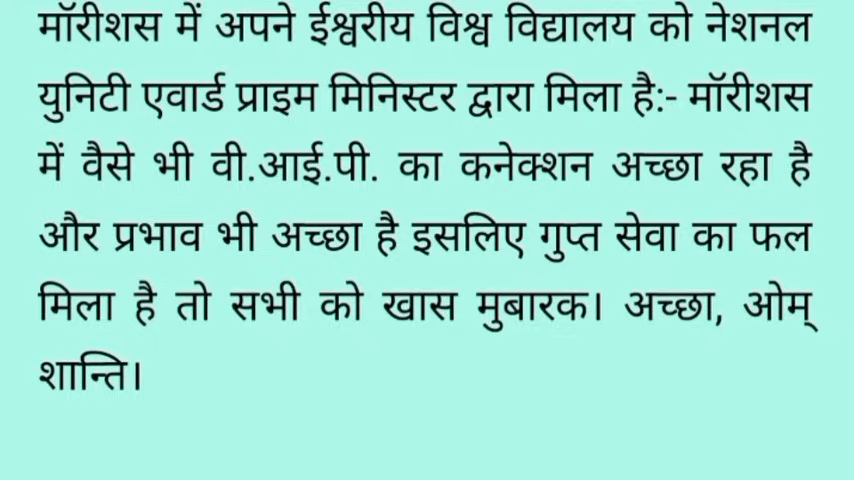 मॉरीशस में अपने ईश्वरीय विश्व विद्यालय को नेशनल
युनिटी एवार्ड प्राइम मिनिस्टर द्वारा मिला है:- मॉरीशस
में वैसे भी वी.आई.पी. का कनेक्शन अच्छा रहा है
और प्रभाव भी अच्छा है इसलिए गुप्त सेवा का फल
मिला है तो सभी को खास मुबारक। अच्छा, ओम्
शान्ति।